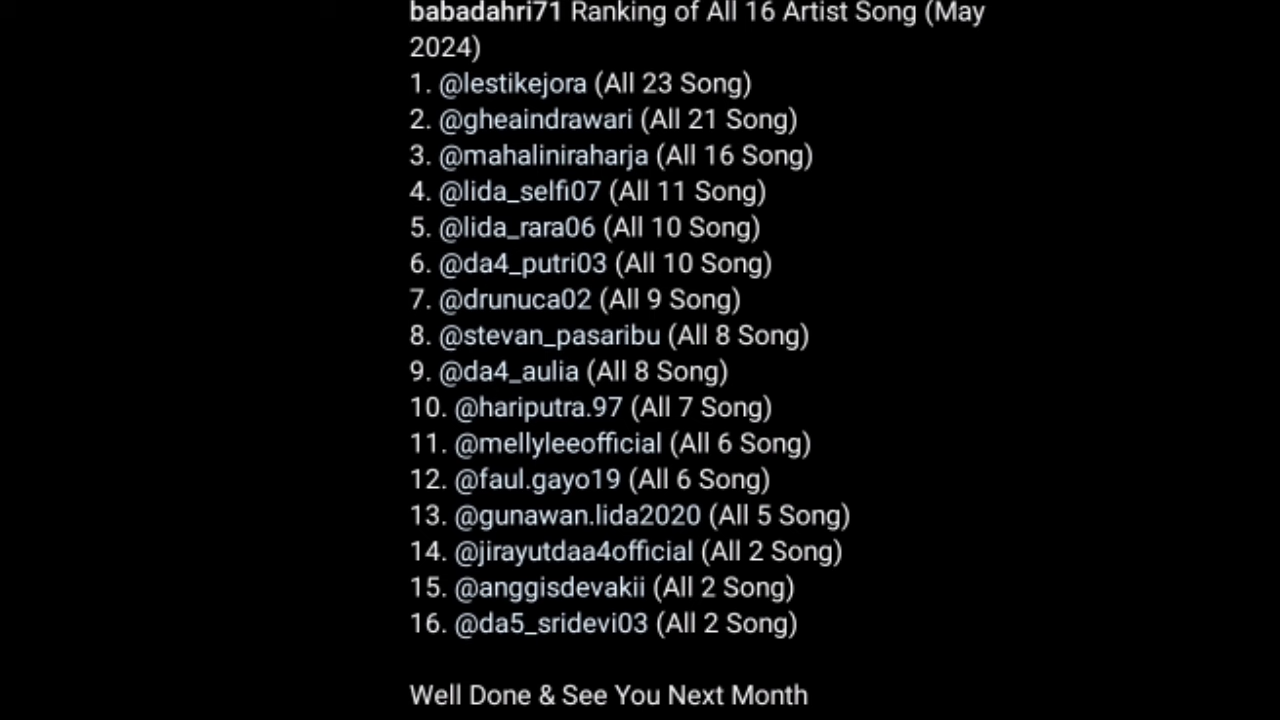 babadahri71 Ranking of All 16 Artist Song (May
2024)
1. @lestikejora (All 23 Song)
2. @gheaindrawari (All 21 Song)
3. @mahaliniraharja (All 16 Song)
4. @lida_selfi07 (All 11 Song)
5. @lida_rara06 (All 10 Song)
6. @da4_putri03 (All 10 Song)
7. @drunuca02 (All 9 Song)
8. @stevan_pasaribu (All 8 Song)
9. @da4_aulia (All 8 Song)
10. @hariputra.97 (All 7 Song)
11. @mellyleeofficial (All 6 Song)
12. @faul.gayo19 (All 6 Song)
13. @gunawan.lida2020 (All 5 Song)
14. @jirayutdaa4official (All 2 Song)
15. @anggisdevakii (All 2 Song)
16. @da5_sridevi03 (All 2 Song)
Well Done & See You Next Month